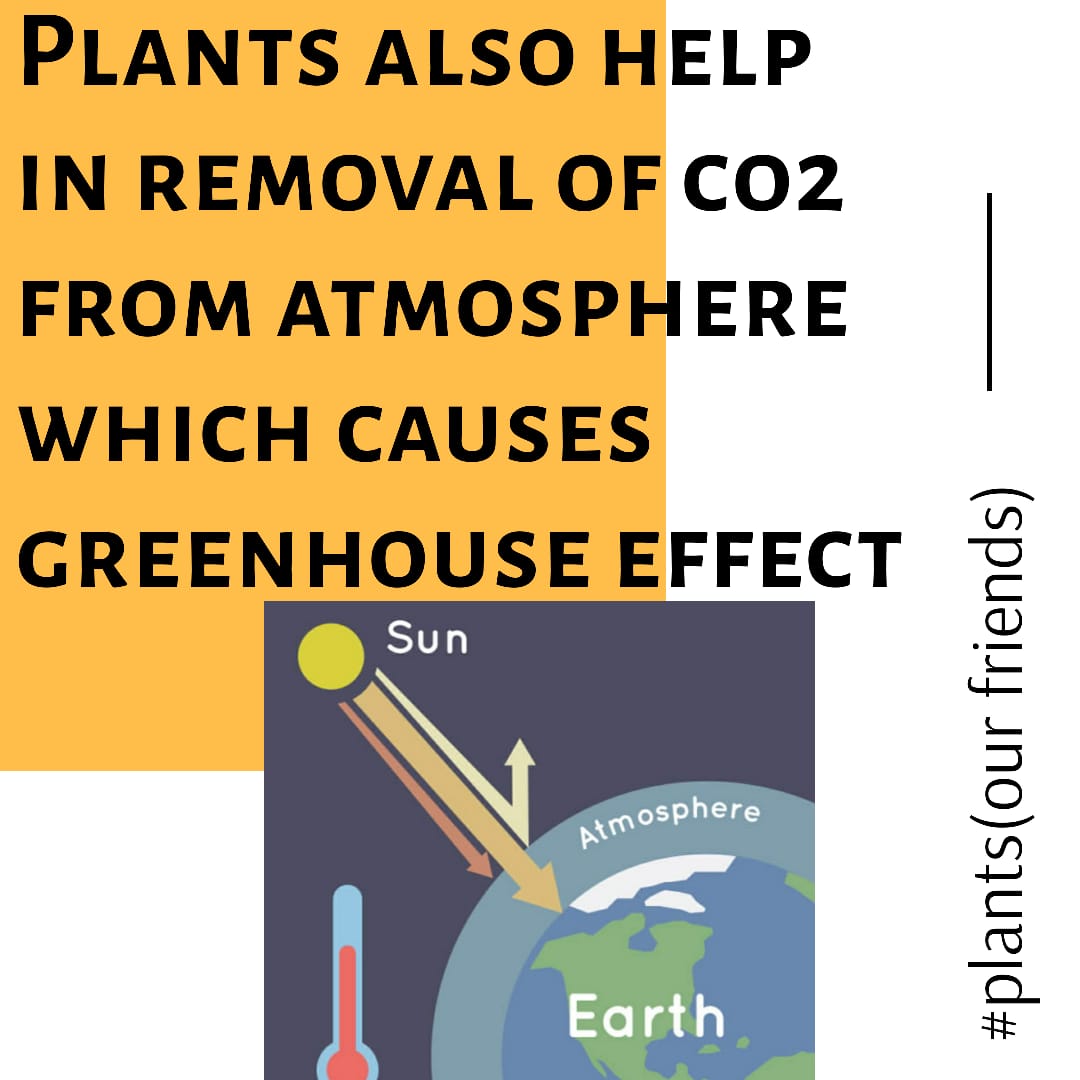 PLANTS ALSO HELP
IN REMOVAL OF CO2
FROM ATMOSPHERE
WHICH CAUSES
GREENHOUSE EFFECT
Sun
Atmosphere
Earth
#plants(our friends)